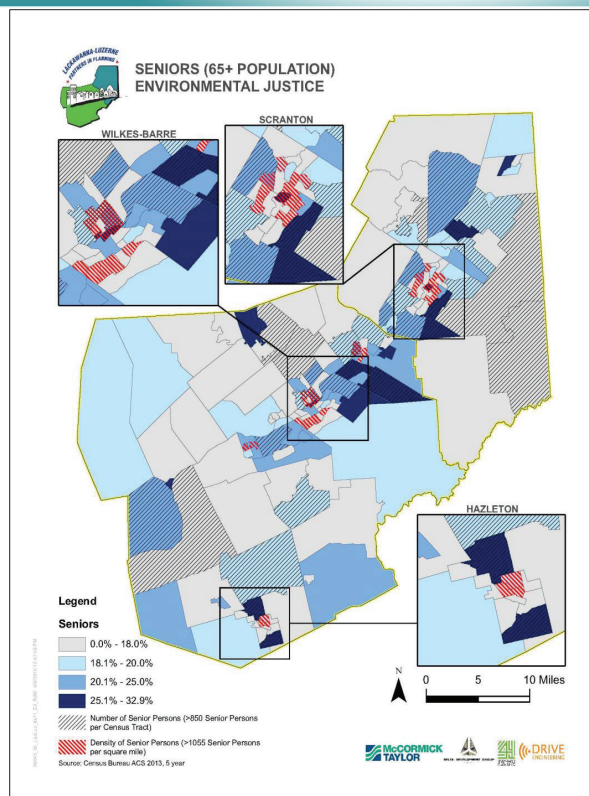 LACKAWANNA-LUZERNE
PARTNERS IN PLANNING
SENIORS (65+ POPULATION)
ENVIRONMENTAL JUSTICE
WILKES-BARRE
SCRANTON
HAZLETON
Legend
Seniors
0.0% - 18.0%
18.1% - 20.0%
20.1% - 25.0%
25.1% - 32.9%
Number of Senior Persons (>850 Senior Persons
per Census Tract)
Density of Senior Persons (>1055 Senior Persons
per square mile)
Source: Census Bureau ACS 2013, 5 year
N
0 5 10 Miles
McCORMICK
TAYLOR
DELTA DEVELOPMENT GROUP
DRIVE
ENGINEERING